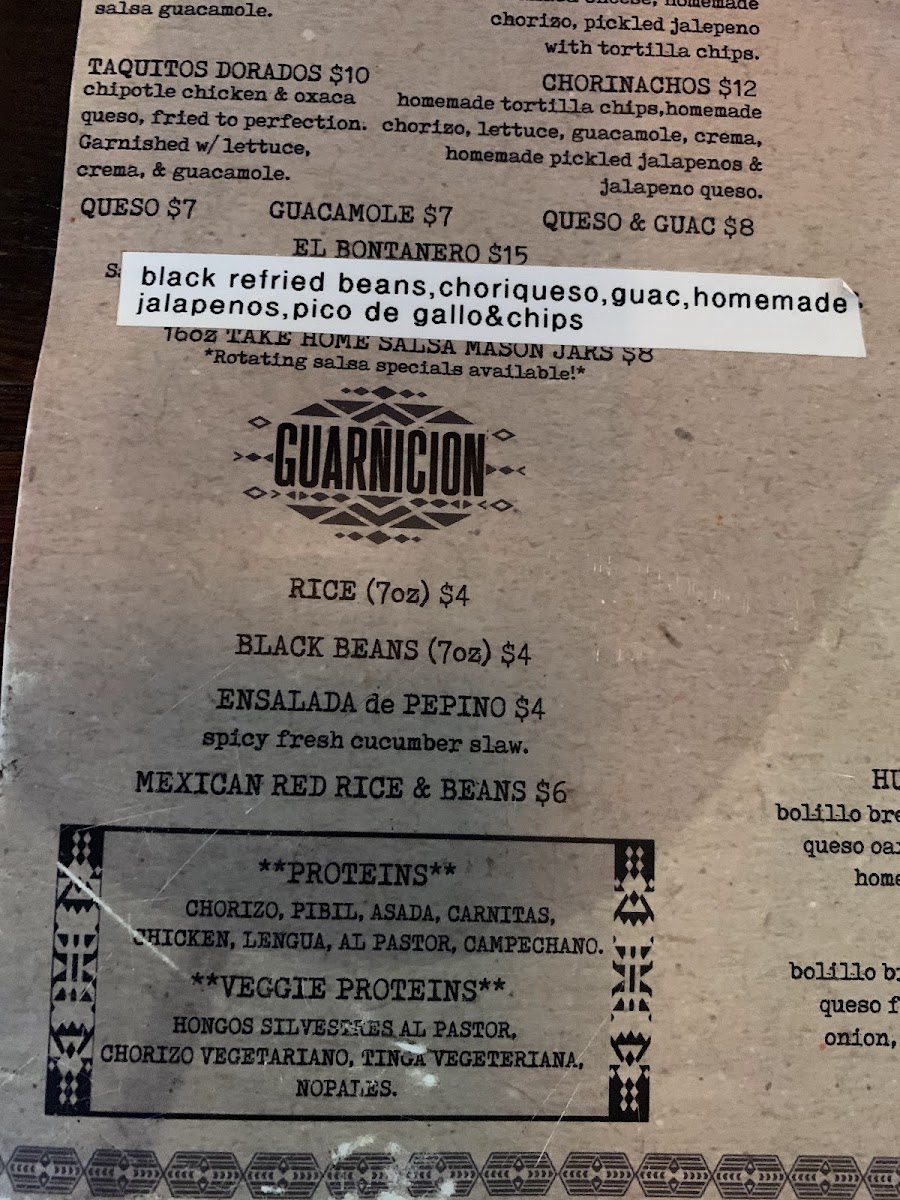 salsa guacamole.
homemade
chorizo, pickled jalepeno
with tortilla chips.
TAQUITOS DORADOS $10
chipotle chicken & oxaca
queso, fried to perfection.
Garnished w/ lettuce,
crema, & guacamole.
CHORINACHOS $12
homemade tortilla chips,homemade
chorizo, lettuce, guacamole, crema,
homemade pickled jalapenos &
jalapeno queso.
QUESO $7 GUACAMOLE $7 QUESO & GUAC $8
EL BONTANERO $15
black refried beans,choriqueso,guac,homemade
jalapenos,pico de gallo&chips
16oz TAKE HOME SALSA MASON JARS $8
*Rotating salsa specials available!*
GUARNICION
RICE (7oz) $4
BLACK BEANS (7oz) $4
ENSALADA de PEPINO $4
spicy fresh cucumber slaw.
MEXICAN RED RICE & BEANS $6
**PROTEINS**
CHORIZO, PIBIL, ASADA, CARNITAS,
CHICKEN, LENGUA, AL PASTOR, CAMPECHANO.
**VEGGIE PROTEINS**
HONGOS SILVESTRES AL PASTOR,
CHORIZO VEGETARIANO, TINGA VEGETERIANA,
NOPALES.
HU
bolillo bre
queso oa
home
bolillo b
queso f
onion,